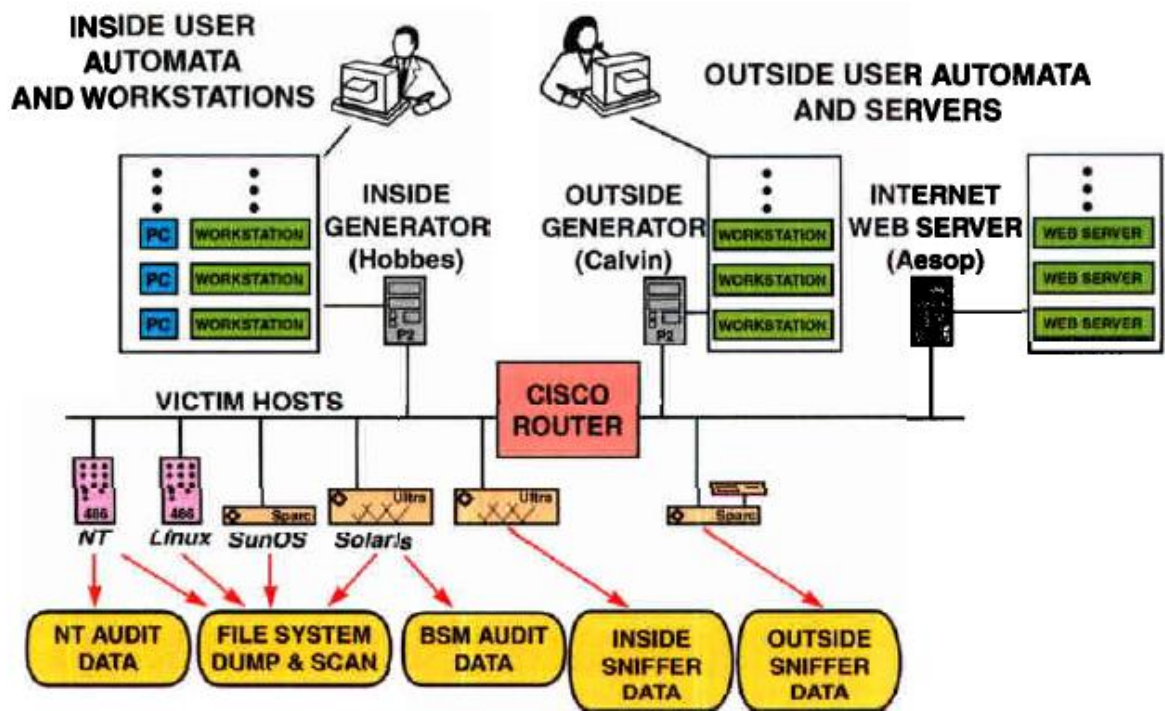 INSIDE USER
AUTOMATA
AND WORKSTATIONS
OUTSIDE USER AUTOMATA
AND SERVERS
INSIDE
GENERATOR
(Hobbes)
OUTSIDE
GENERATOR
(Calvin)
INTERNET
WEB SERVER
(Aesop)
PC WORKSTATION
PC WORKSTATION
PC WORKSTATION
P2
WORKSTATION
WORKSTATION
WORKSTATION
P2
WEB SERVER
WEB SERVER
WEB SERVER
VICTIM HOSTS
CISCO
ROUTER
486
NT
486
Linux
Sparc
SunOS
Ultra
Solaris
Ultra
Sparc
NT AUDIT
DATA
FILE SYSTEM
DUMP & SCAN
BSM AUDIT
DATA
INSIDE
SNIFFER
DATA
OUTSIDE
SNIFFER
DATA